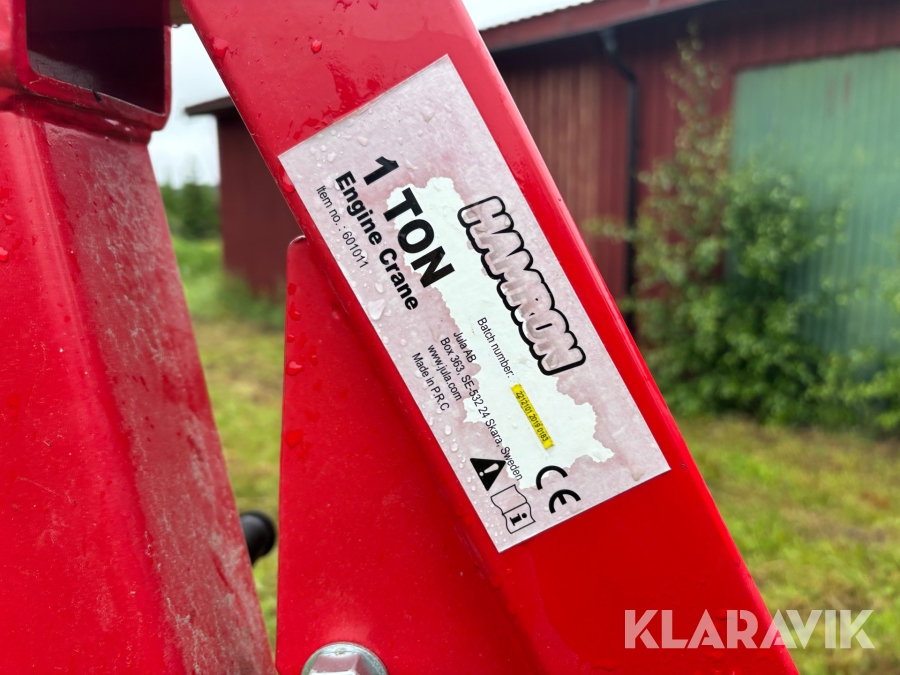 HAMRON
1 TON
Engine Crane
Item no.: 601011
Batch number:
Jula AB
Box 363, SE-532 24 Skara, Sweden
www.jula.com
Made in P.R.C
CE
KLARAVIK